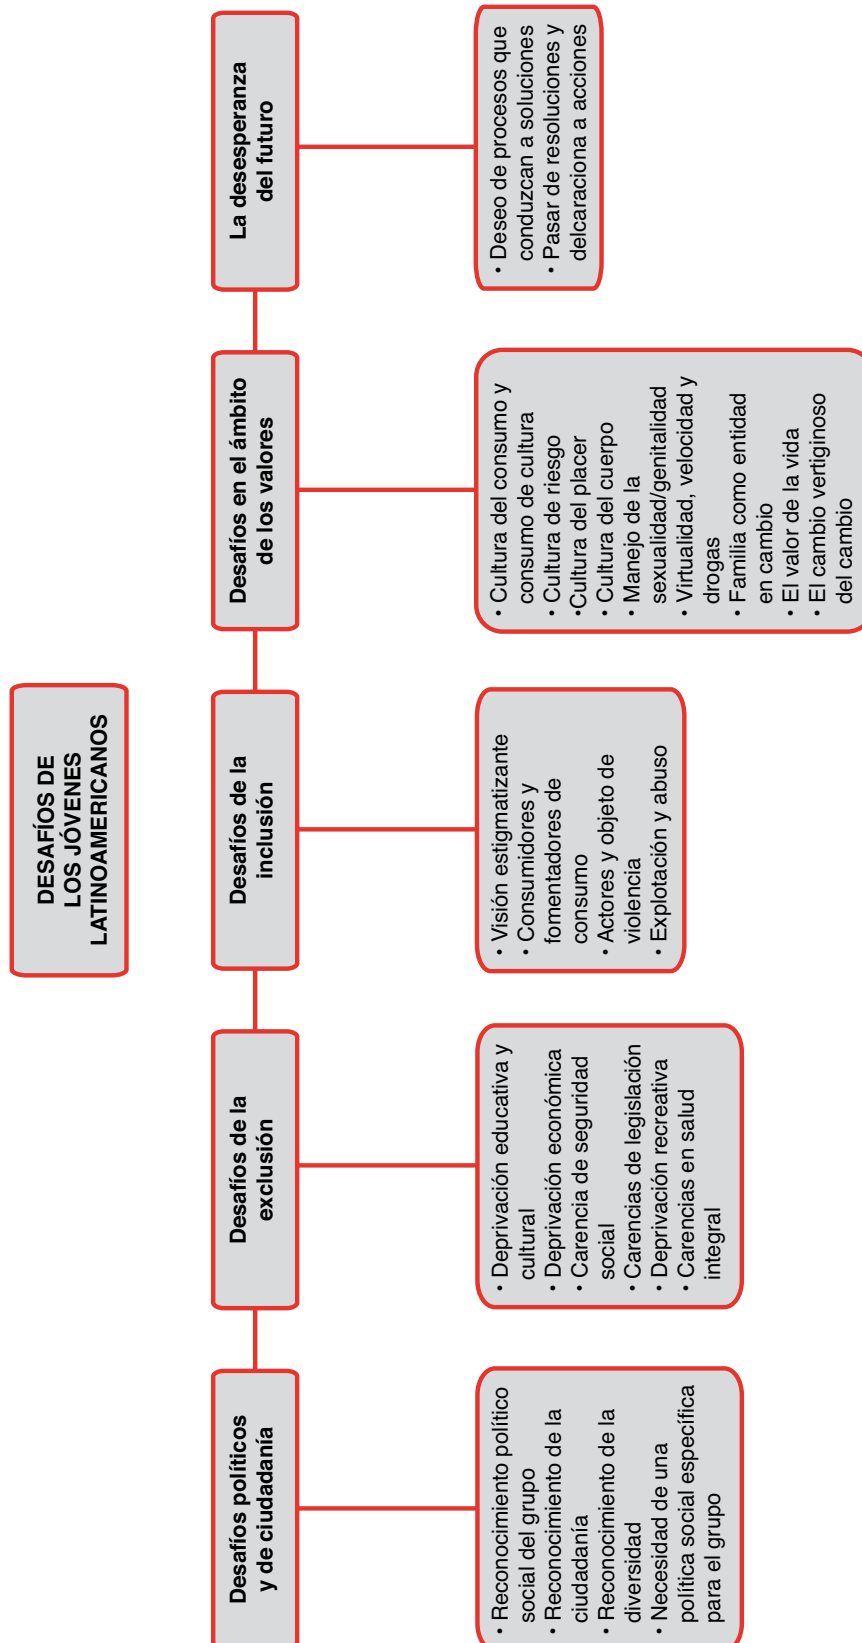 DESAFÍOS DE
LOS JÓVENES
LATINOAMERICANOS
Desafíos políticos
y de ciudadanía
• Reconocimiento político
social del grupo
• Reconocimiento de la
ciudadanía
• Reconocimiento de la
diversidad
• Necesidad de una
política social específica
para el grupo
Desafíos de la
exclusión
• Deprivación educativa y
cultural
• Deprivación económica
• Carencia de seguridad
social
• Carencias de legislación
• Deprivación recreativa
• Carencias en salud
integral
Desafíos de la
inclusión
• Visión estigmatizante
• Consumidores y
fomentadores de
consumo
• Actores y objeto de
violencia
• Explotación y abuso
Desafíos en el ámbito
de los valores
• Cultura del consumo y
consumo de cultura
• Cultura de riesgo
•Cultura del placer
• Cultura del cuerpo
• Manejo de la
sexualidad/genitalidad
• Virtualidad, velocidad y
drogas
• Familia como entidad
en cambio
• El valor de la vida
• El cambio vertiginoso
del cambio
La desesperanza
del futuro
• Deseo de procesos que
conduzcan a soluciones
• Pasar de resoluciones y
delcaraciona a acciones